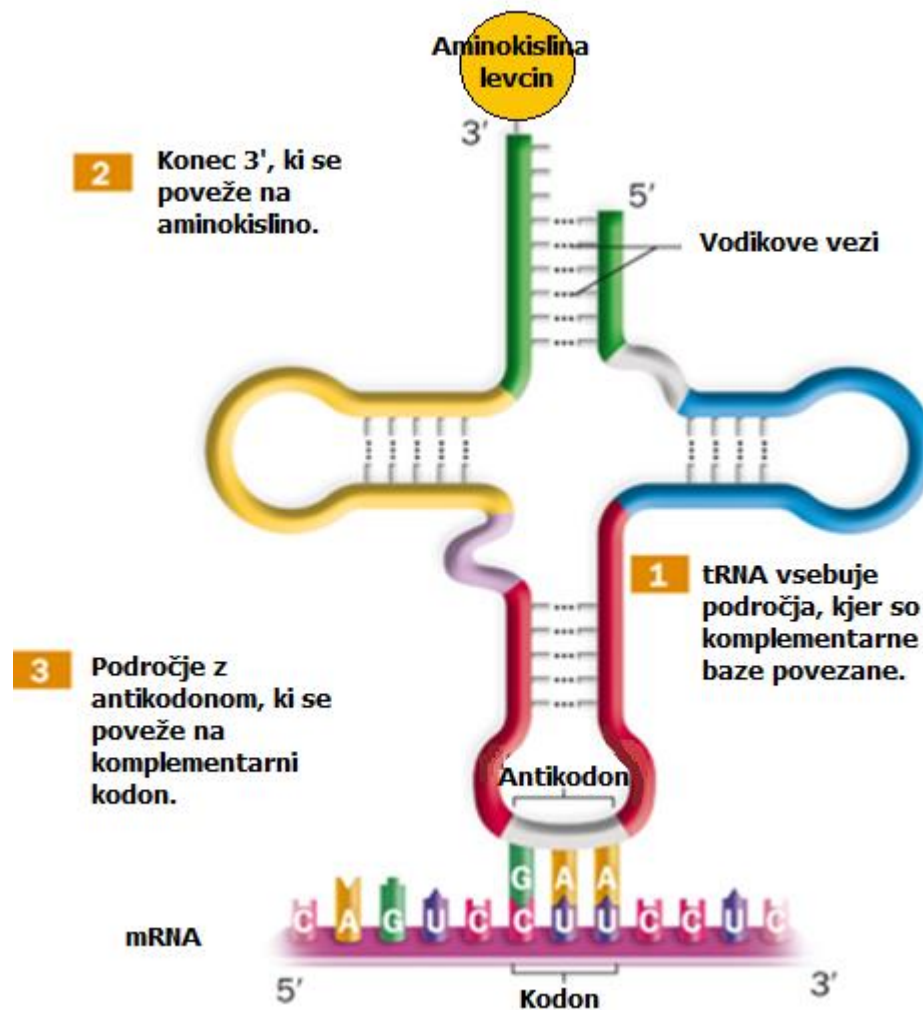 Aminokislina
levcin
3'
2
Konec 3', ki se
poveže na
aminokislino.
5'
Vodikove vezi
1
tRNA vsebuje
področja, kjer so
komplementarne
baze povezane.
3
Področje z
antikodonom, ki se
poveže na
komplementarni
kodon.
Antikodon
G A A
C A G U C C U U C C U C
mRNA
5'
3'
Kodon